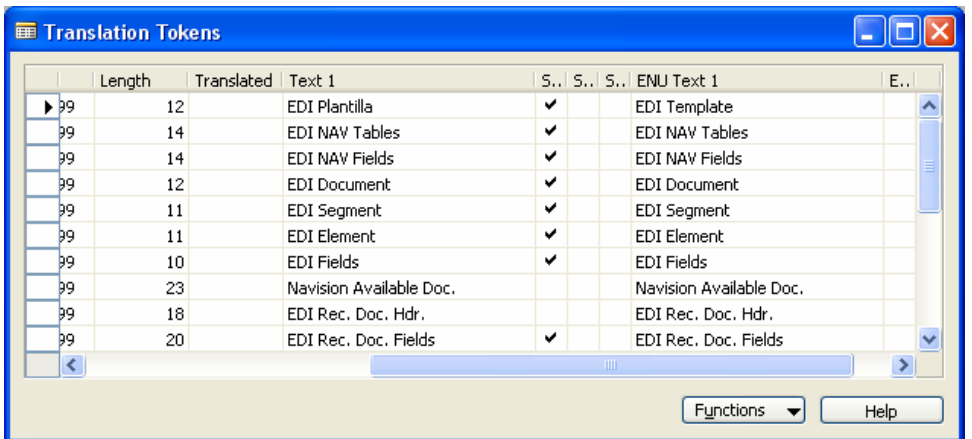 Translation Tokens
Length Translated Text 1 S.. S.. S.. ENU Text 1 E..
99 12 EDI Plantilla EDI Template
99 14 EDI NAV Tables EDI NAV Tables
99 14 EDI NAV Fields EDI NAV Fields
99 12 EDI Document EDI Document
99 11 EDI Segment EDI Segment
99 11 EDI Element EDI Element
99 10 EDI Fields EDI Fields
99 23 Navision Available Doc. Navision Available Doc.
99 18 EDI Rec. Doc. Hdr. EDI Rec. Doc. Hdr.
99 20 EDI Rec. Doc. Fields EDI Rec. Doc. Fields
Functions Help